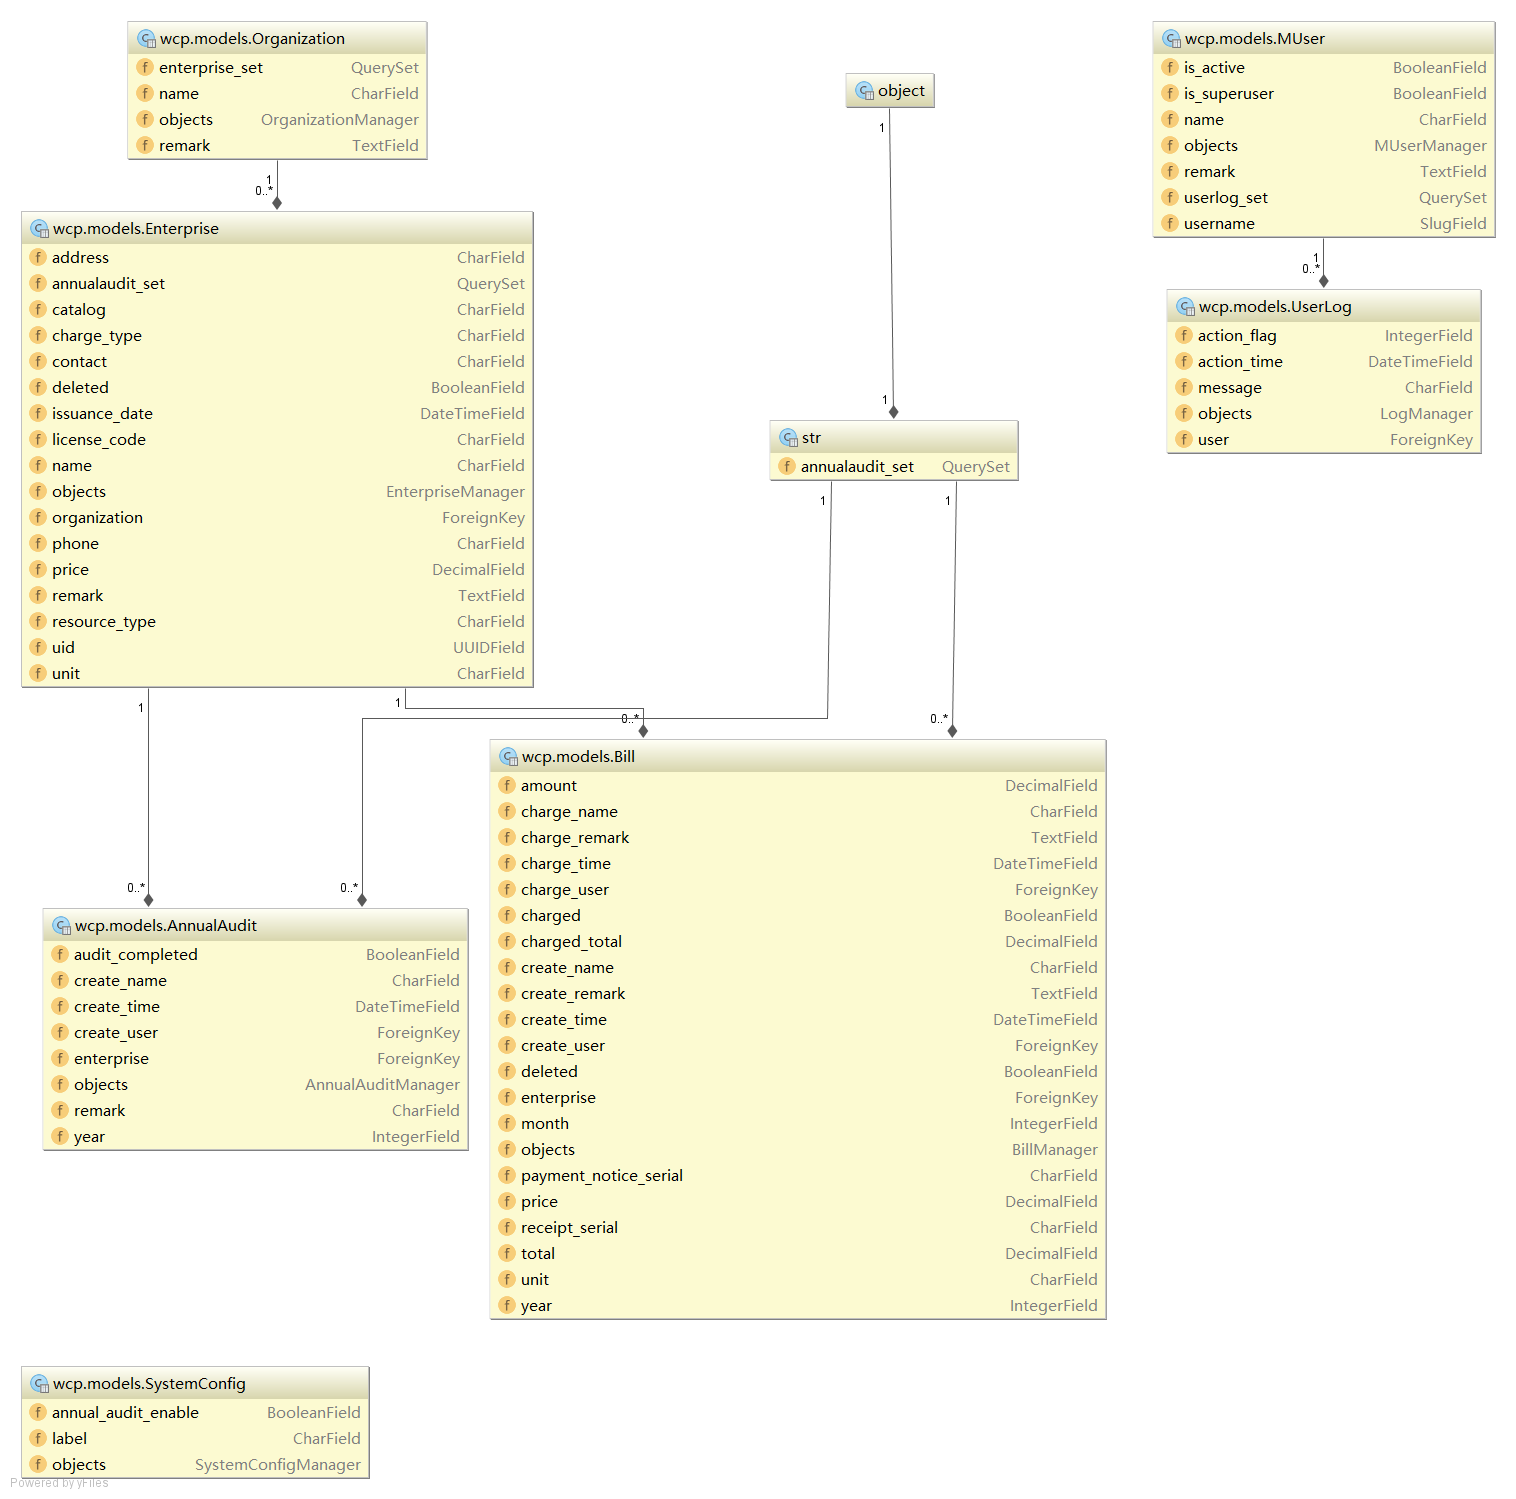 wcp.models.Organization
enterprise_set QuerySet
name CharField
objects OrganizationManager
remark TextField
1
0..*
wcp.models.Enterprise
address CharField
annualaudit_set QuerySet
catalog CharField
charge_type CharField
contact CharField
deleted BooleanField
issuance_date DateTimeField
license_code CharField
name CharField
objects EnterpriseManager
organization ForeignKey
phone CharField
price DecimalField
remark TextField
resource_type CharField
uid UUIDField
unit CharField
object
1
1
str
annualaudit_set QuerySet
1
1
wcp.models.MUser
is_active BooleanField
is_superuser BooleanField
name CharField
objects MUserManager
remark TextField
userlog_set QuerySet
username SlugField
1
0..*
wcp.models.UserLog
action_flag IntegerField
action_time DateTimeField
message CharField
objects LogManager
user ForeignKey
1
1
0..*
0..*
0..*
0..*
wcp.models.AnnualAudit
audit_completed BooleanField
create_name CharField
create_time DateTimeField
create_user ForeignKey
enterprise ForeignKey
objects AnnualAuditManager
remark CharField
year IntegerField
wcp.models.Bill
amount DecimalField
charge_name CharField
charge_remark TextField
charge_time DateTimeField
charge_user ForeignKey
charged BooleanField
charged_total DecimalField
create_name CharField
create_remark TextField
create_time DateTimeField
create_user ForeignKey
deleted BooleanField
enterprise ForeignKey
month IntegerField
objects BillManager
payment_notice_serial CharField
price DecimalField
receipt_serial CharField
total DecimalField
unit CharField
year IntegerField
wcp.models.SystemConfig
annual_audit_enable BooleanField
label CharField
objects SystemConfigManager
Powered by yFiles